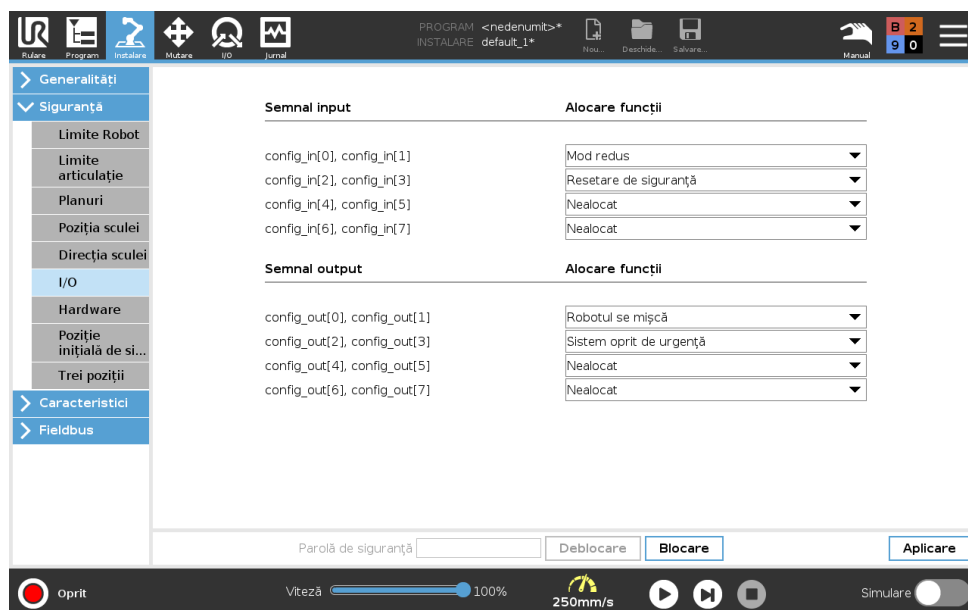 PROGRAM <nedenumit>*
INSTALARE default_1*
Rulare Program Instalare Mutare I/O Jurnal Nou... Deschide... Salvare... Manual
B 2
9 0
Generalități
Siguranță
Limite Robot
Limite
articulație
Planuri
Poziția sculei
Direcția sculei
I/O
Hardware
Poziție
inițială de si...
Trei poziții
Caracteristici
Fieldbus
Semnal input Alocare funcții
config_in[0], config_in[1] Mod redus
config_in[2], config_in[3] Resetare de siguranță
config_in[4], config_in[5] Nealocat
config_in[6], config_in[7] Nealocat
Semnal output Alocare funcții
config_out[0], config_out[1] Robotul se mișcă
config_out[2], config_out[3] Sistem oprit de urgență
config_out[4], config_out[5] Nealocat
config_out[6], config_out[7] Nealocat
Parolă de siguranță Deblocare Blocare Aplicare
Oprit Viteză 100% 250mm/s Simulare